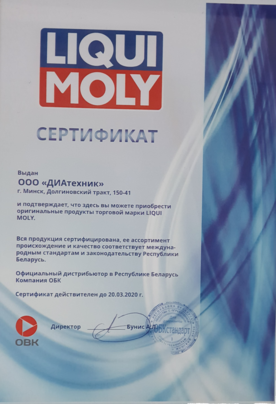 LIQUI
MOLY
СЕРТИФИКАТ
Выдан
ООО «ДИАтехник»
г. Минск, Долгиновский тракт, 150-41
и подтверждает, что здесь вы можете приобрести
оригинальные продукты торговой марки LIQUI
MOLY.
Вся продукция сертифицирована, ее ассортимент
происхождение и качество соответствует междуна-
родным стандартам и законодательству Республики
Беларусь.
Официальный дистрибьютор в Республике Беларусь
Компания ОБК
Сертификат действителен до 20.03.2020 г.
Директор
Бунис
ОВК